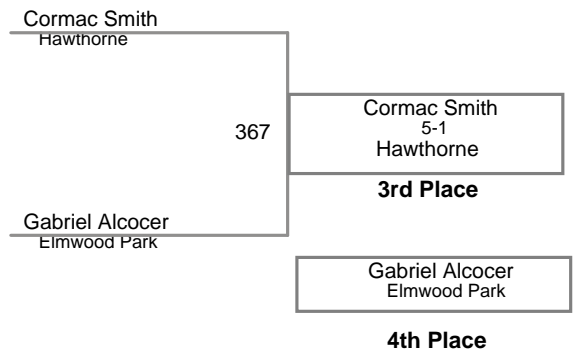 Cormac Smith
Hawthorne
367
Cormac Smith
5-1
Hawthorne
3rd Place
Gabriel Alcocer
Elmwood Park
Gabriel Alcocer
Elmwood Park
4th Place